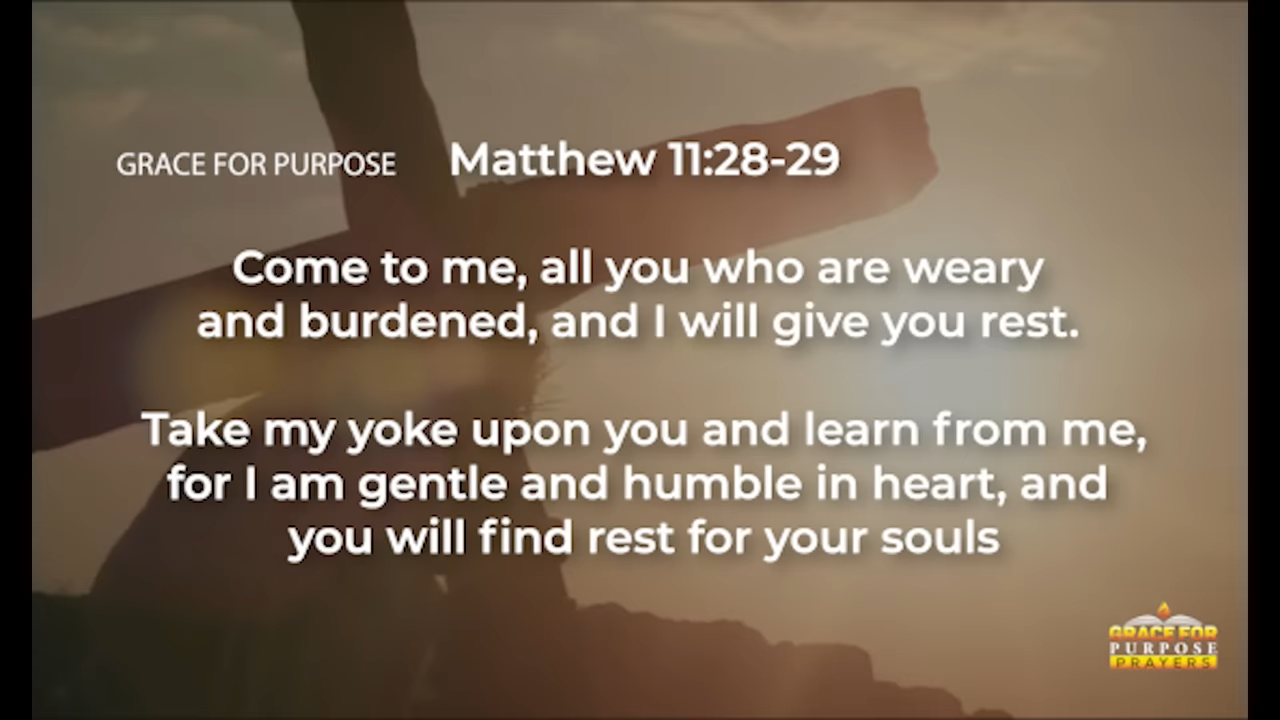 GRACE FOR PURPOSE Matthew 11:28-29
Come to me, all you who are weary
and burdened, and I will give you rest.
Take my yoke upon you and learn from me,
for I am gentle and humble in heart, and
you will find rest for your souls
GRACE FOR
PURPOSE
PRAYERS